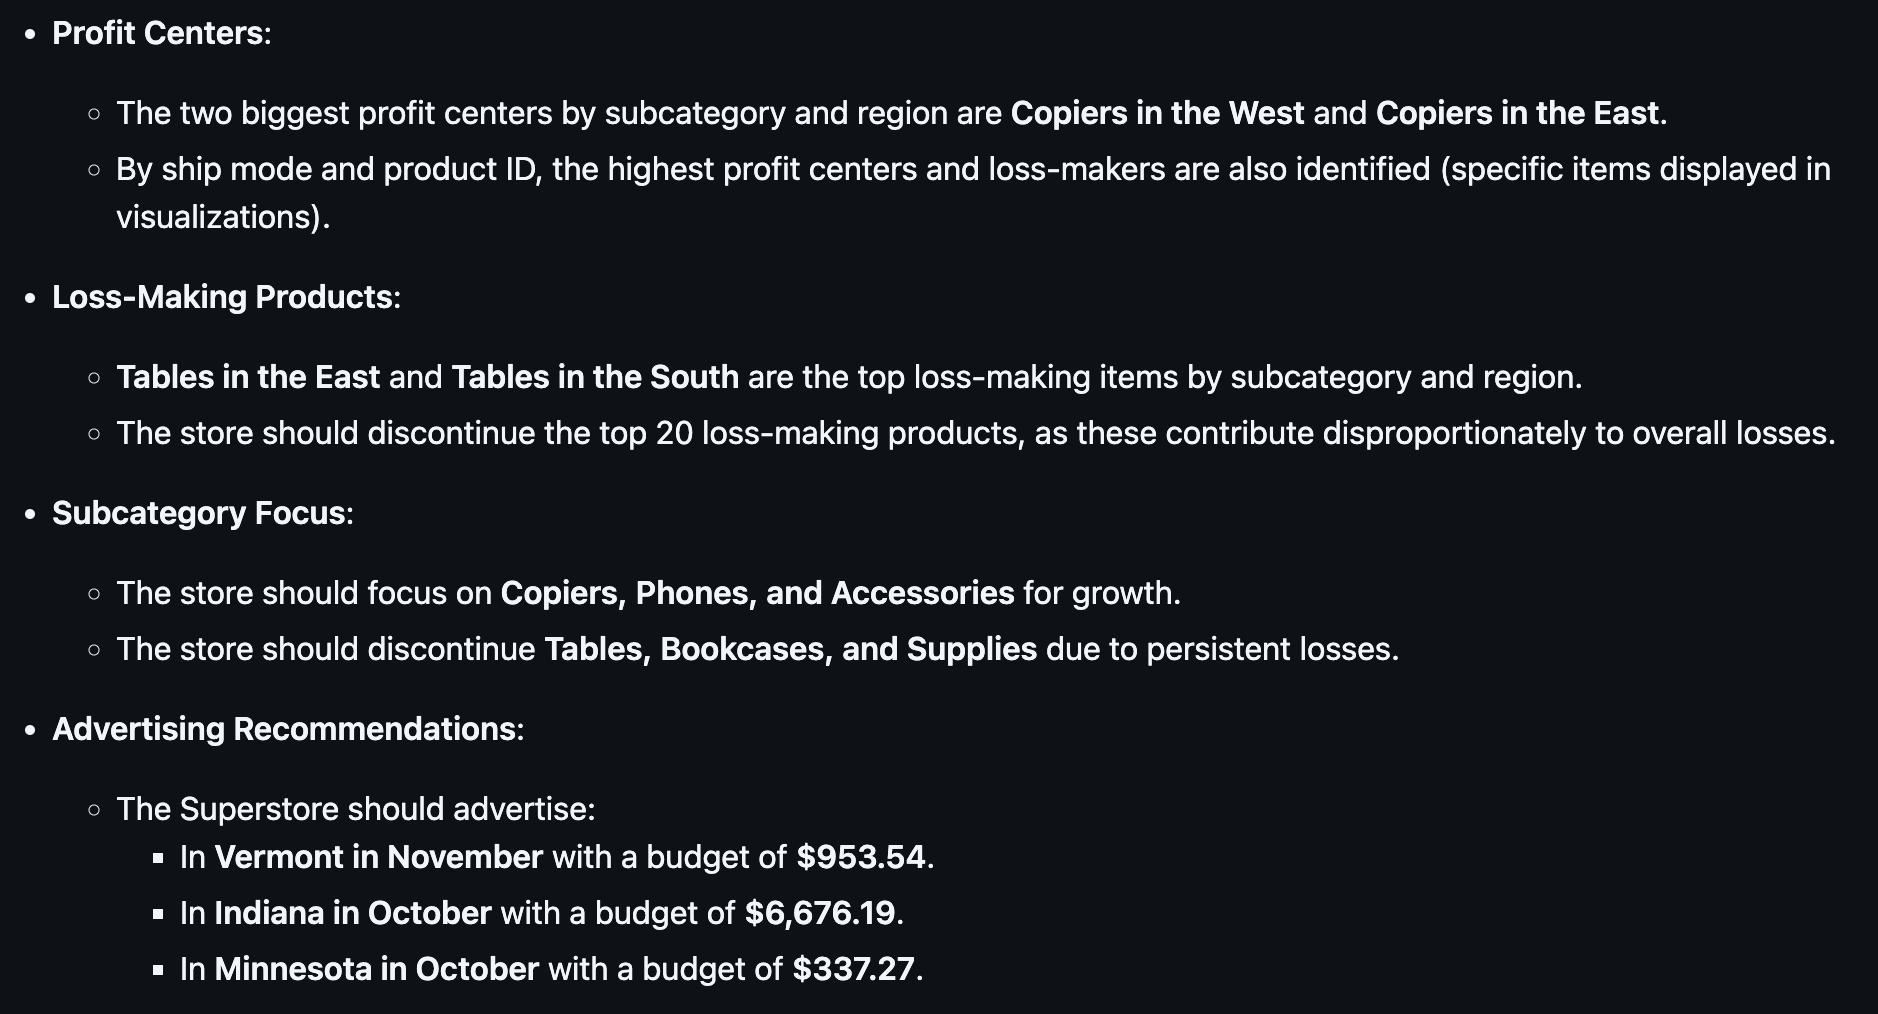 • Profit Centers:
◦ The two biggest profit centers by subcategory and region are Copiers in the West and Copiers in the East.
◦ By ship mode and product ID, the highest profit centers and loss-makers are also identified (specific items displayed in
visualizations).
• Loss-Making Products:
◦ Tables in the East and Tables in the South are the top loss-making items by subcategory and region.
◦ The store should discontinue the top 20 loss-making products, as these contribute disproportionately to overall losses.
• Subcategory Focus:
◦ The store should focus on Copiers, Phones, and Accessories for growth.
◦ The store should discontinue Tables, Bookcases, and Supplies due to persistent losses.
• Advertising Recommendations:
◦ The Superstore should advertise:
▪ In Vermont in November with a budget of $953.54.
▪ In Indiana in October with a budget of $6,676.19.
▪ In Minnesota in October with a budget of $337.27.